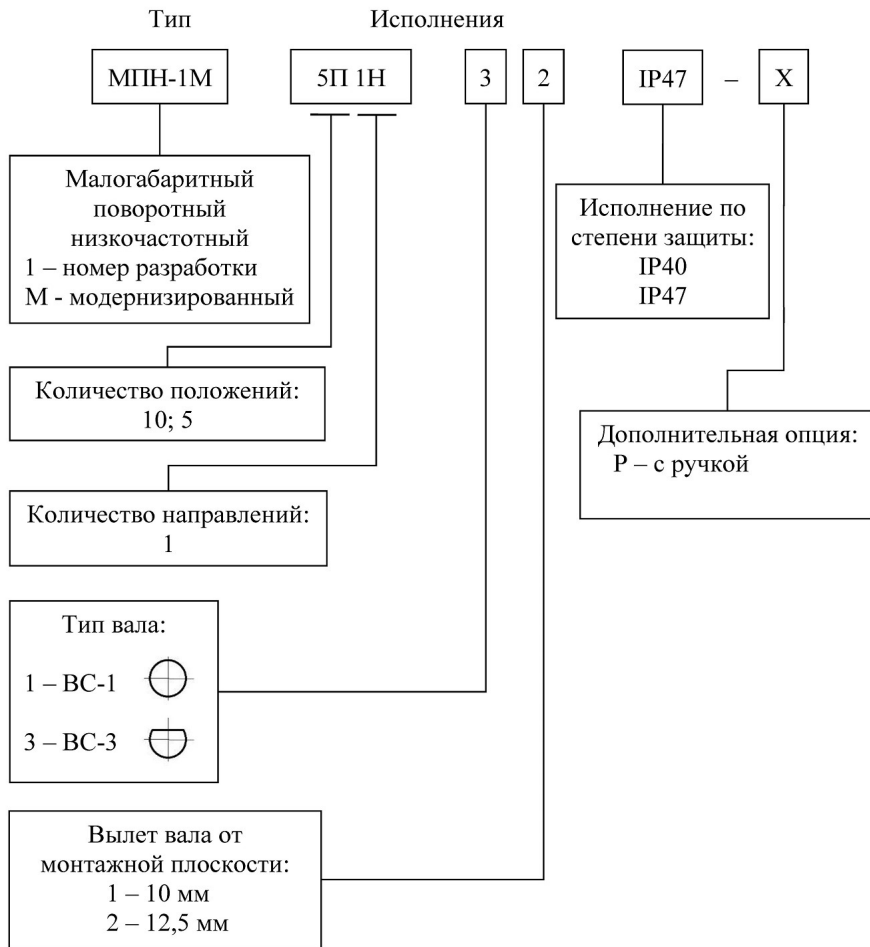 Тип Исполнения
МПН-1М 5П 1Н 3 2 IP47 – Х
Малогабаритный
поворотный
низкочастотный
1 – номер разработки
М - модернизированный
Исполнение по
степени защиты:
IP40
IP47
Количество положений:
10; 5
Дополнительная опция:
Р – с ручкой
Количество направлений:
1
Тип вала:
1 – ВС-1
3 – ВС-3
Вылет вала от
монтажной плоскости:
1 – 10 мм
2 – 12,5 мм